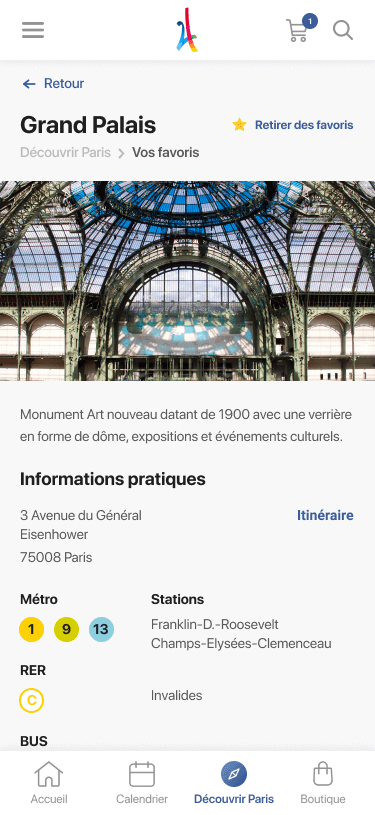 1
Retour
Grand Palais
Retirer des favoris
Découvrir Paris > Vos favoris
Monument Art nouveau datant de 1900 avec une verrière
en forme de dôme, expositions et événements culturels.
Informations pratiques
3 Avenue du Général
Eisenhower
75008 Paris
Itinéraire
Métro
1 9 13
Stations
Franklin-D.-Roosevelt
Champs-Elysées-Clemenceau
RER
C
Invalides
BUS
Accueil
Calendrier
Découvrir Paris
Boutique